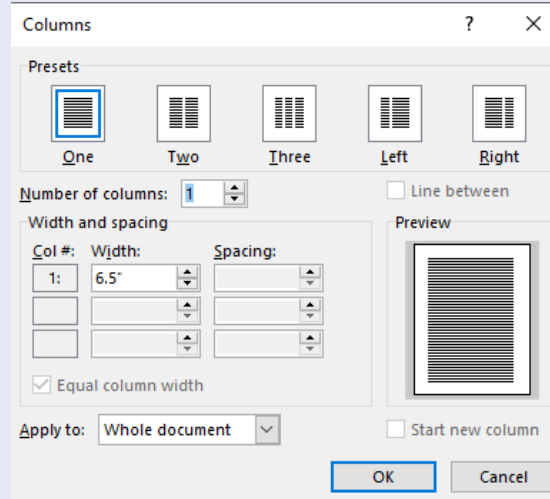 Columns ? ×
Presets
One Two Three Left Right
Number of columns: 1 Line between
Width and spacing Preview
Col #: Width: Spacing:
1: 6.5"
Equal column width
Apply to: Whole document Start new column
OK Cancel